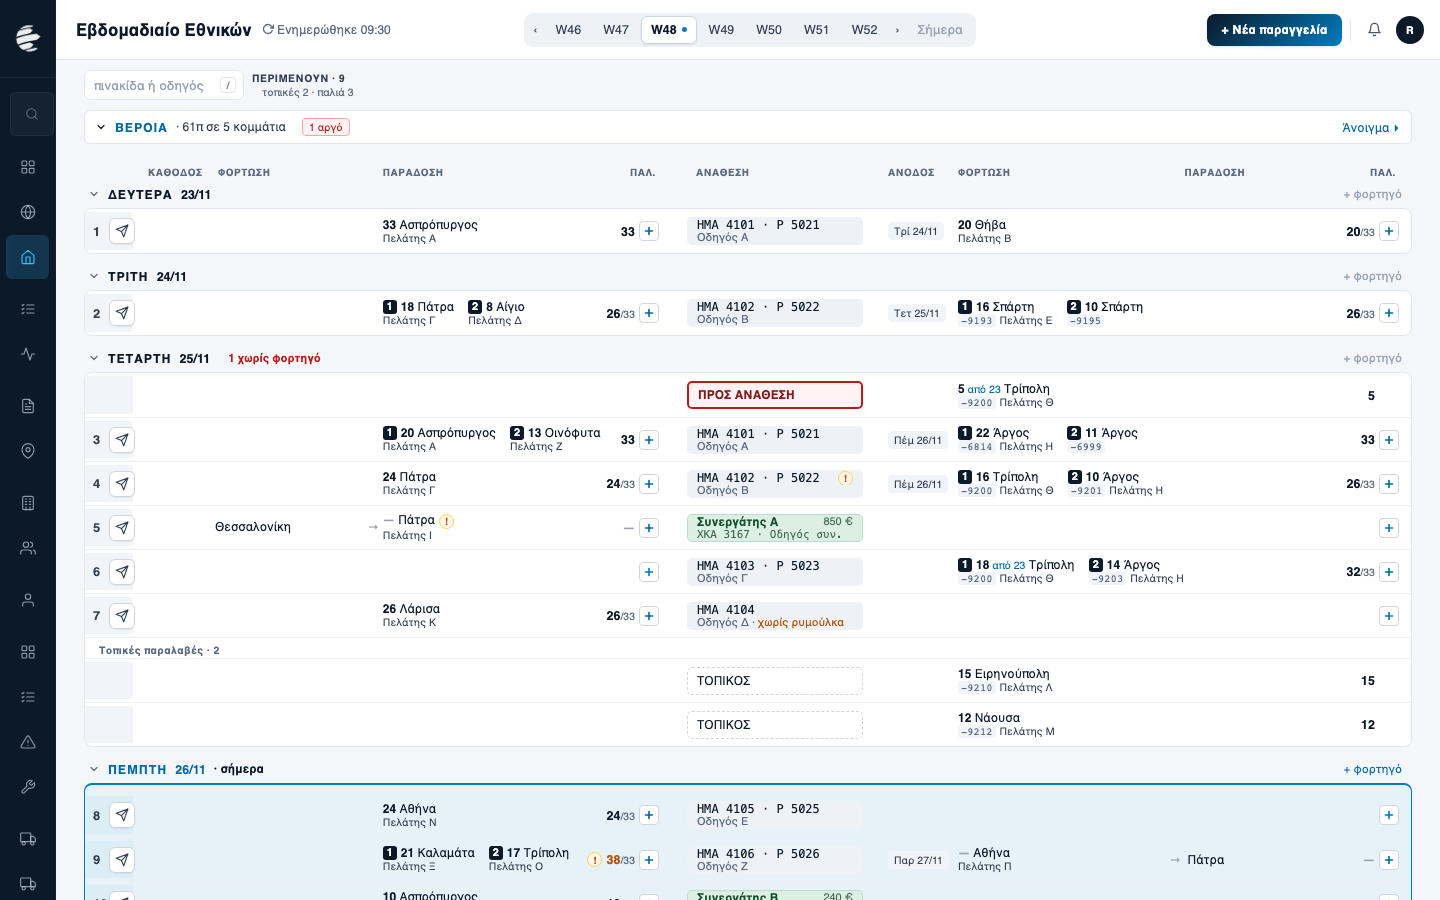 Εβδομαδιαίο Εθνικών Ενημερώθηκε 09:30 ‹ W46 W47 W48 W49 W50 W51 W52 › Σήμερα + Νέα παραγγελία R
πινακίδα ή οδηγός / ΠΕΡΙΜΕΝΟΥΝ · 9
τοπικές 2 · παλιά 3
ΒΕΡΟΙΑ · 61π σε 5 κομμάτια 1 αργό Άνοιγμα
ΚΑΘΟΔΟΣ ΦΟΡΤΩΣΗ ΠΑΡΑΔΟΣΗ ΠΑΛ. ΑΝΑΘΕΣΗ ΑΝΟΔΟΣ ΦΟΡΤΩΣΗ ΠΑΡΑΔΟΣΗ ΠΑΛ.
ΔΕΥΤΕΡΑ 23/11 + φορτηγό
1 33 Ασπρόπυργος 33 + ΗΜΑ 4101 · Ρ 5021 Τρί 24/11 20 Θήβα 20/33 +
Πελάτης Α Οδηγός Α Πελάτης Β
ΤΡΙΤΗ 24/11 + φορτηγό
2 1 18 Πάτρα 2 8 Αίγιο 26/33 + ΗΜΑ 4102 · Ρ 5022 Τετ 25/11 1 16 Σπάρτη 2 10 Σπάρτη 26/33 +
Πελάτης Γ Πελάτης Δ Οδηγός Β −9193 Πελάτης Ε −9195
ΤΕΤΑΡΤΗ 25/11 1 χωρίς φορτηγό + φορτηγό
ΠΡΟΣ ΑΝΑΘΕΣΗ 5 από 23 Τρίπολη 5
−9200 Πελάτης Θ
3 1 20 Ασπρόπυργος 2 13 Οινόφυτα 33 + ΗΜΑ 4101 · Ρ 5021 Πέμ 26/11 1 22 Άργος 2 11 Άργος 33 +
Πελάτης Α Πελάτης Ζ Οδηγός Α −6814 Πελάτης Η −6999
4 24 Πάτρα 24/33 + ΗΜΑ 4102 · Ρ 5022 ! Πέμ 26/11 1 16 Τρίπολη 2 10 Άργος 26/33 +
Πελάτης Γ Οδηγός Β −9200 Πελάτης Θ −9201 Πελάτης Η
5 Θεσσαλονίκη → — Πάτρα ! — + Συνεργάτης Α 850 € +
Πελάτης Ι ΧΚΑ 3167 · Οδηγός συν.
6 + ΗΜΑ 4103 · Ρ 5023 1 18 από 23 Τρίπολη 2 14 Άργος 32/33 +
Οδηγός Γ −9200 Πελάτης Θ −9203 Πελάτης Η
7 26 Λάρισα 26/33 + ΗΜΑ 4104 +
Πελάτης Κ Οδηγός Δ · χωρίς ρυμούλκα
Τοπικές παραλαβές · 2
ΤΟΠΙΚΟΣ 15 Ειρηνούπολη 15
−9210 Πελάτης Λ
ΤΟΠΙΚΟΣ 12 Νάουσα 12
−9212 Πελάτης Μ
ΠΕΜΠΤΗ 26/11 · σήμερα + φορτηγό
8 24 Αθήνα 24/33 + ΗΜΑ 4105 · Ρ 5025 +
Πελάτης Ν Οδηγός Ε
9 1 21 Καλαμάτα 2 17 Τρίπολη ! 38/33 + ΗΜΑ 4106 · Ρ 5026 Παρ 27/11 — Αθήνα → Πάτρα — +
Πελάτης Ξ Πελάτης Ο Οδηγός Ζ Πελάτης Π
10 Ασπρόπυργος Συνεργάτης Β 240 €